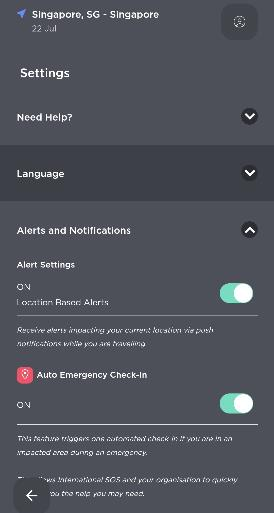 Singapore, SG - Singapore
22 Jul
Settings
Need Help?
Language
Alerts and Notifications
Alert Settings
ON
Location Based Alerts
Receive alerts impacting your current location via push
notifications while you are travelling.
Auto Emergency Check-In
ON
This feature triggers one automated check in if you are in an
impacted area during an emergency.
International SOS and your organisation to quickly
you the help you may need.